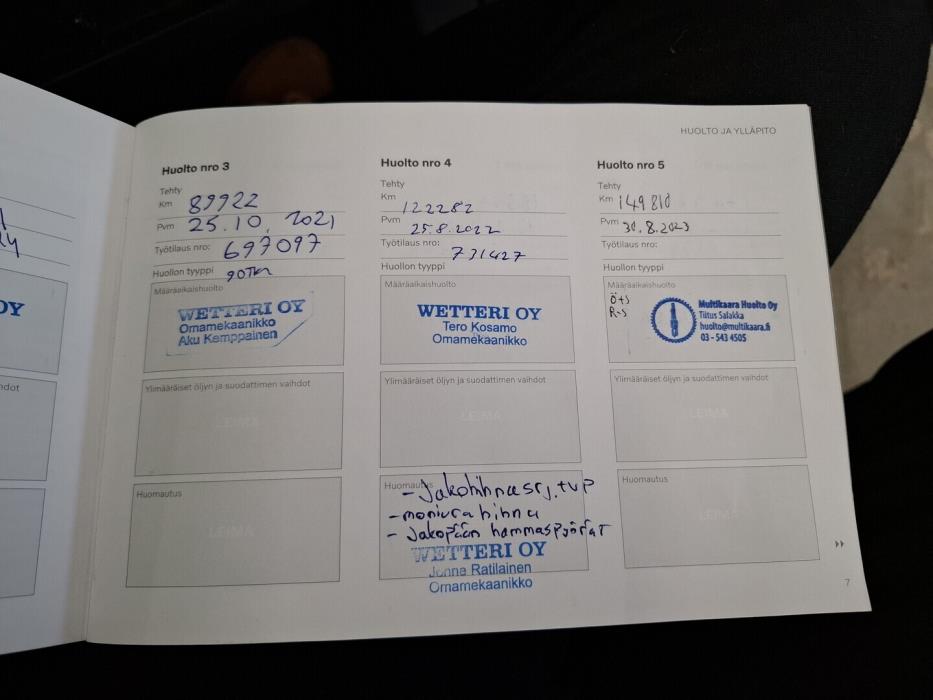 HUOLTO JA YLLÄPITO
Huolto nro 3
Tehty
Km 89922
Pvm 25.10. 2021
Työtilaus nro: 697097
Huollon tyyppi 90Tkm
Määräaikaishuolto
WETTERI OY
Omamekaanikko
Aku Kemppainen
Ylimääräiset öljyn ja suodattimen vaihdot
LEIMA
Huomautus
LEIMA
Huolto nro 4
Tehty
Km 122282
Pvm 25.8.2022
Työtilaus nro: 731427
Huollon tyyppi
Määräaikaishuolto
WETTERI OY
Tero Kosamo
Omamekaanikko
Ylimääräiset öljyn ja suodattimen vaihdot
LEIMA
Huomautus
- Jakohihnasrj. + vp
- moniurahihna
- Jakopään hammaspyörät
WETTERI OY
Jonne Ratilainen
Omamekaanikko
Huolto nro 5
Tehty
Km 149810
Pvm 30.8.2023
Työtilaus nro:
Huollon tyyppi
Määräaikaishuolto
Ö+S
R-S
Multikaara Huolto Oy
Tiitus Salakka
huolto@multikaara.fi
03 - 543 4505
Ylimääräiset öljyn ja suodattimen vaihdot
LEIMA
Huomautus
LEIMA
7